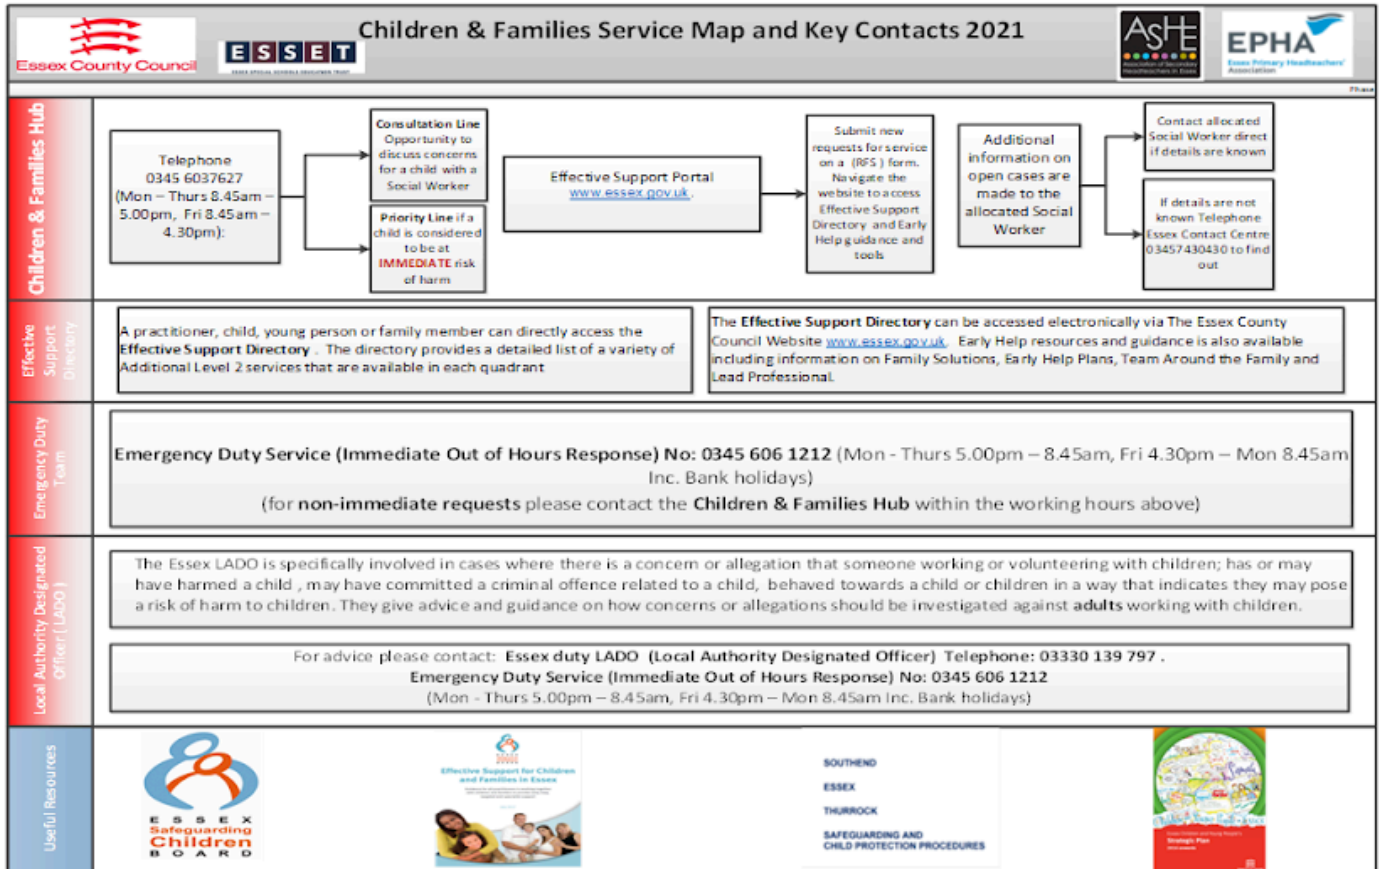 Children & Families Service Map and Key Contacts 2021
Essex County Council
ESSET
AsHE
Association of Secondary
Headteachers in Essex
EPHA
Essex Primary Headteachers'
Association
Phase
Children & Families Hub
Telephone
0345 6037627
(Mon – Thurs 8.45am –
5.00pm, Fri 8.45am –
4.30pm):
Consultation Line
Opportunity to
discuss concerns
for a child with a
Social Worker
Priority Line if a
child is considered
to be at
IMMEDIATE risk
of harm
Effective Support Portal
www.essex.gov.uk .
Submit new
requests for service
on a (RFS ) form.
Navigate the
website to access
Effective Support
Directory and Early
Help guidance and
tools
Additional
information on
open cases are
made to the
allocated Social
Worker
Contact allocated
Social Worker direct
if details are known
If details are not
known Telephone
Essex Contact Centre
03457430430 to find
out
Effective
Support
Directory
A practitioner, child, young person or family member can directly access the
Effective Support Directory . The directory provides a detailed list of a variety of
Additional Level 2 services that are available in each quadrant
The Effective Support Directory can be accessed electronically via The Essex County
Council Website www.essex.gov.uk. Early Help resources and guidance is also available
including information on Family Solutions, Early Help Plans, Team Around the Family and
Lead Professional.
Emergency Duty
Team
Emergency Duty Service (Immediate Out of Hours Response) No: 0345 606 1212 (Mon - Thurs 5.00pm – 8.45am, Fri 4.30pm – Mon 8.45am
Inc. Bank holidays)
(for non-immediate requests please contact the Children & Families Hub within the working hours above)
Local Authority Designated
Officer ( LADO )
The Essex LADO is specifically involved in cases where there is a concern or allegation that someone working or volunteering with children; has or may
have harmed a child , may have committed a criminal offence related to a child, behaved towards a child or children in a way that indicates they may pose
a risk of harm to children. They give advice and guidance on how concerns or allegations should be investigated against adults working with children.
For advice please contact: Essex duty LADO (Local Authority Designated Officer) Telephone: 03330 139 797 .
Emergency Duty Service (Immediate Out of Hours Response) No: 0345 606 1212
(Mon - Thurs 5.00pm – 8.45am, Fri 4.30pm – Mon 8.45am Inc. Bank holidays)
Useful Resources
ESSEX
Safeguarding
Children
BOARD
Effective Support for Children
and Families in Essex
SOUTHEND
ESSEX
THURROCK
SAFEGUARDING AND
CHILD PROTECTION PROCEDURES
Strategic Plan